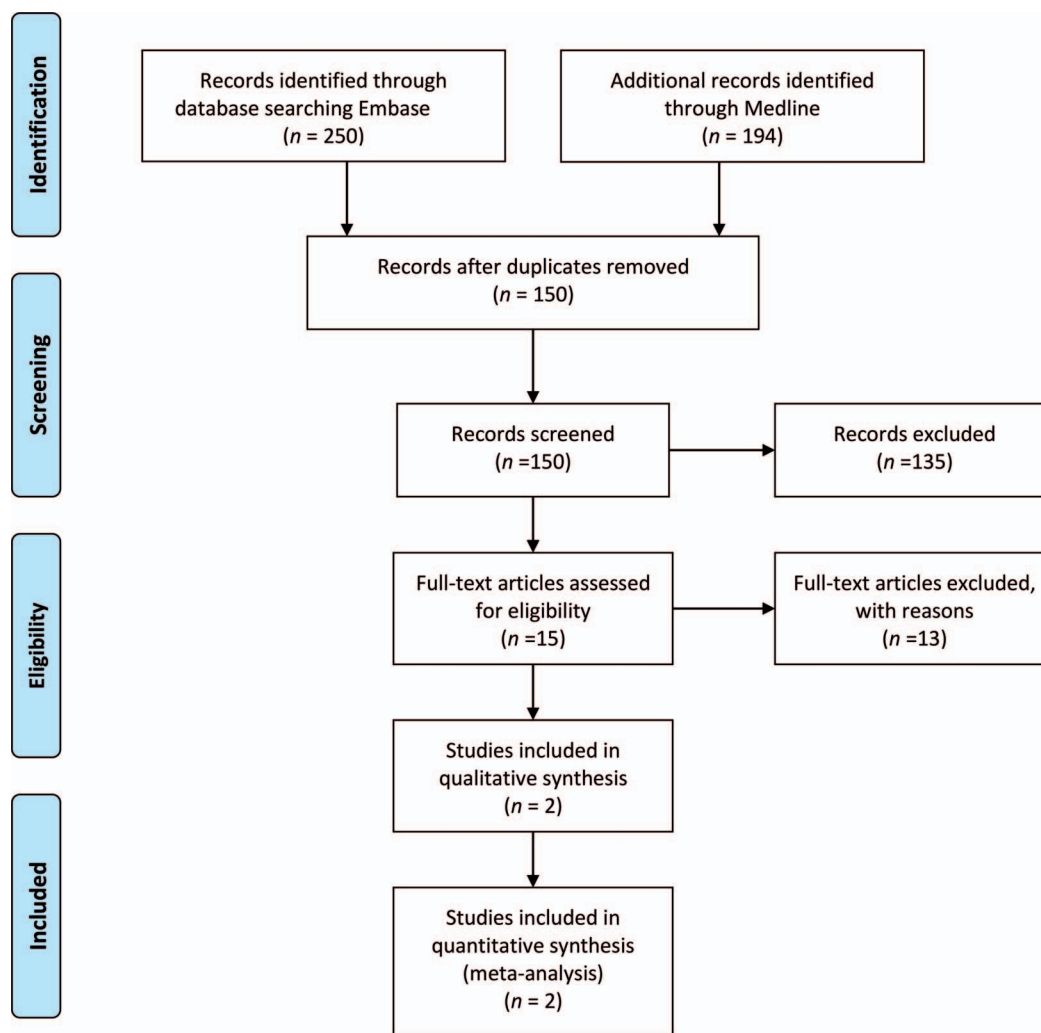 Identification
Records identified through
database searching Embase
(n = 250)
Additional records identified
through Medline
(n = 194)
Records after duplicates removed
(n = 150)
Screening
Records screened
(n =150)
Records excluded
(n =135)
Eligibility
Full-text articles assessed
for eligibility
(n =15)
Full-text articles excluded,
with reasons
(n =13)
Studies included in
qualitative synthesis
(n = 2)
Included
Studies included in
quantitative synthesis
(meta-analysis)
(n = 2)